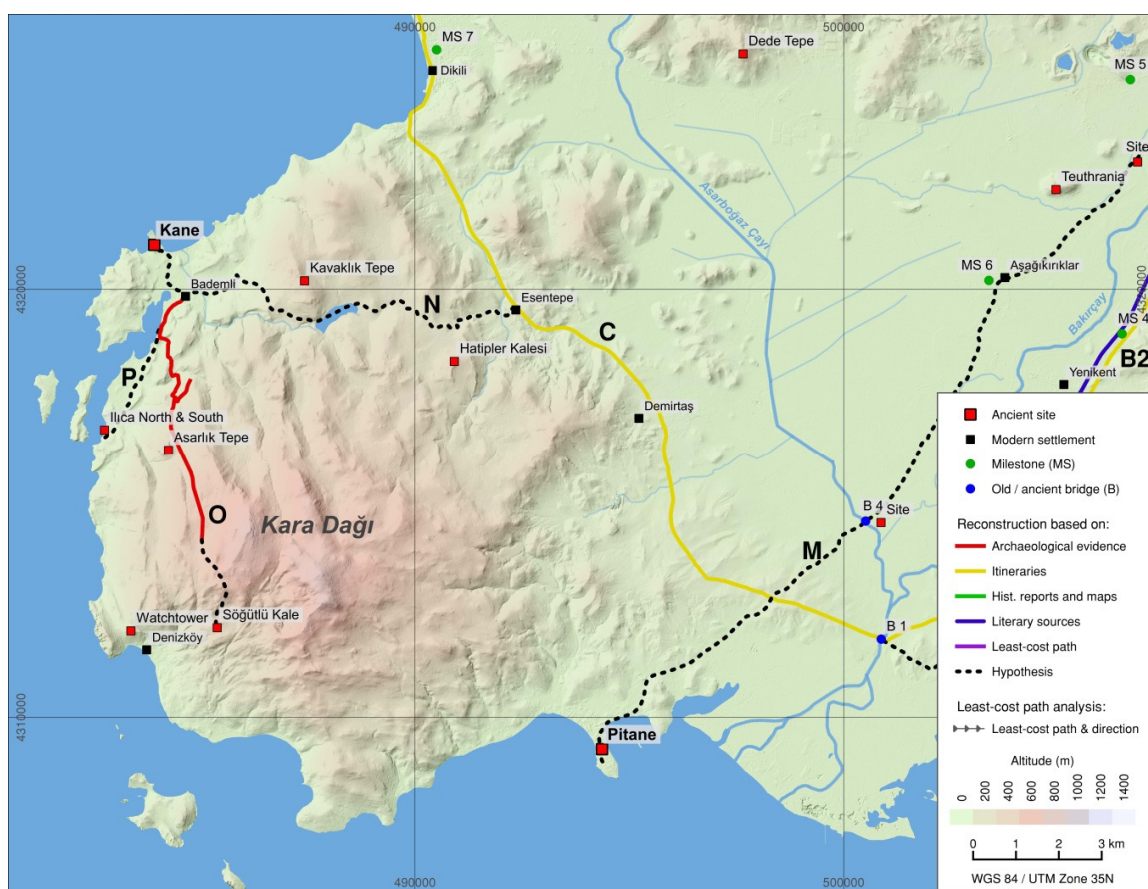 490000
500000
MS 7
Dikili
Dede Tepe
MS 5
Site
Teuthrania
Asarboğaz Çayı
Kane
4320000
Kavaklık Tepe
Bademli
MS 6
Aşağıkırıklar
4320000
N
Esentepe
C
Bakırçay
MS 4
B2
Hatipler Kalesi
P
Yenikent
Ilıca North & South
Demirtaş
Asarlık Tepe
O
Kara Dağı
B 4
Site
M
Watchtower
Söğütlü Kale
Denizköy
B 1
4310000
Pitane
490000
500000
Ancient site
Modern settlement
Milestone (MS)
Old / ancient bridge (B)
Reconstruction based on:
Archaeological evidence
Itineraries
Hist. reports and maps
Literary sources
Least-cost path
Hypothesis
Least-cost path analysis:
Least-cost path & direction
Altitude (m)
0 200 400 600 800 1000 1200 1400
0 1 2 3 km
WGS 84 / UTM Zone 35N